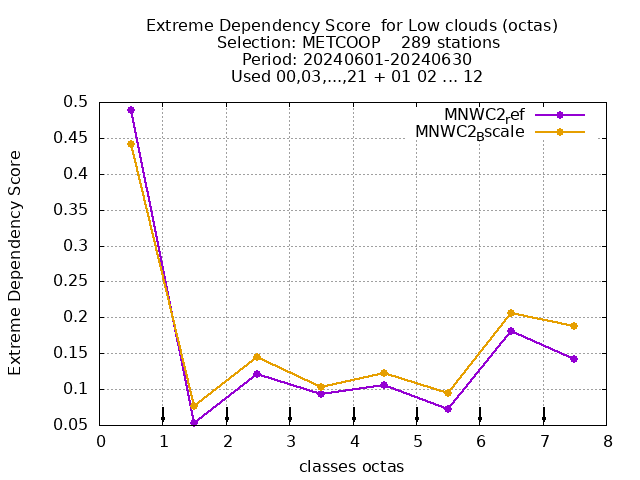 Extreme Dependency Score  for Low clouds (octas)
Selection: METCOOP    289 stations
Period: 20240601-20240630
Used 00,03,...,21 + 01 02 ... 12
MNWC2ref
MNWC2Bscale
Extreme Dependency Score
0.5
0.45
0.4
0.35
0.3
0.25
0.2
0.15
0.1
0.05
0 1 2 3 4 5 6 7 8
classes octas